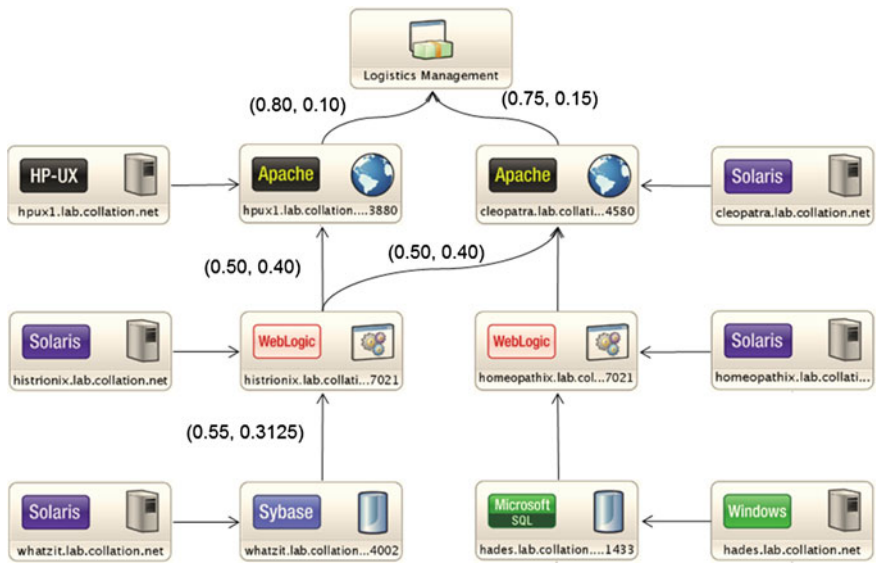 Logistics Management
(0.80, 0.10)
(0.75, 0.15)
HP-UX
hpux1.lab.collation.net
Apache
hpux1.lab.collation....3880
Apache
cleopatra.lab.collati...4580
Solaris
cleopatra.lab.collation.net
(0.50, 0.40)
(0.50, 0.40)
Solaris
histrionix.lab.collation.net
WebLogic
histrionix.lab.collati...7021
WebLogic
homeopathix.lab.col...7021
Solaris
homeopathix.lab.collati...
(0.55, 0.3125)
Solaris
whatzit.lab.collation.net
Sybase
whatzit.lab.collation...4002
Microsoft
SQL
hades.lab.collation....1433
Windows
hades.lab.collation.net